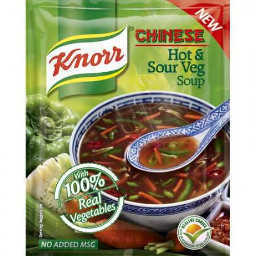 NEW
Knorr
CHINESE
Hot &
Sour Veg
Soup
With
100%
Real
Vegetables
NO ADDED MSG